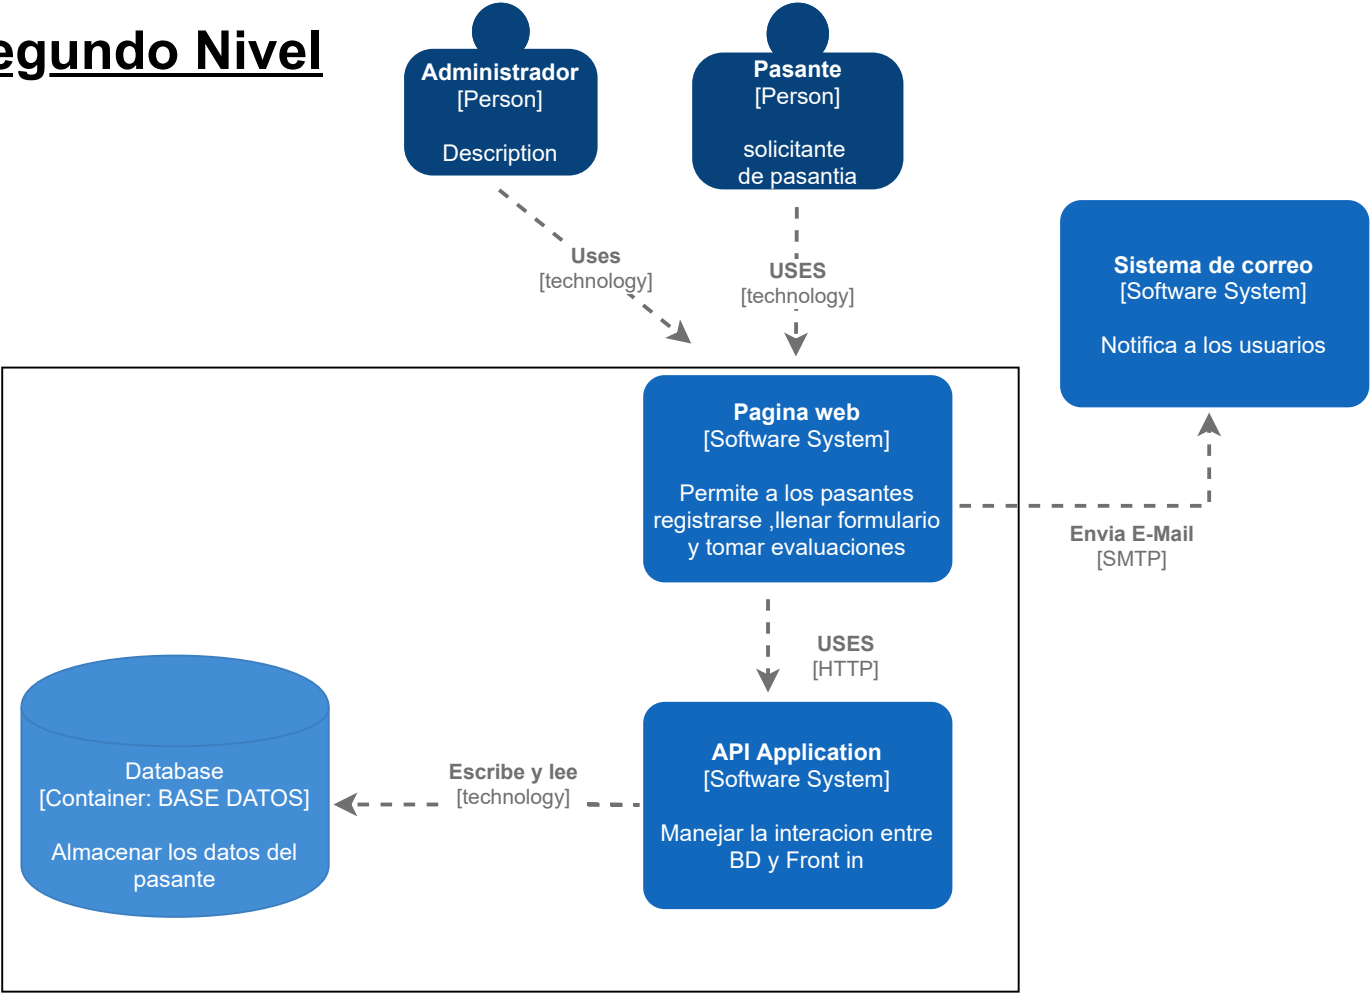 egundo Nivel
Administrador
[Person]
Description
Pasante
[Person]
solicitante
de pasantia
Uses
[technology]
USES
[technology]
Sistema de correo
[Software System]
Notifica a los usuarios
Pagina web
[Software System]
Permite a los pasantes
registrarse ,llenar formulario
y tomar evaluaciones
Envia E-Mail
[SMTP]
USES
[HTTP]
Database
[Container: BASE DATOS]
Almacenar los datos del
pasante
Escribe y lee
[technology]
API Application
[Software System]
Manejar la interacion entre
BD y Front in